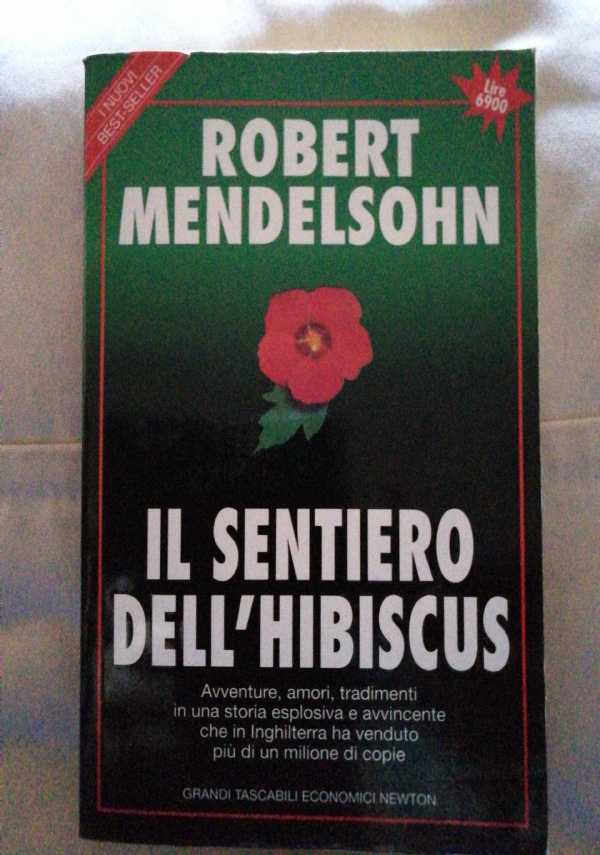 I NUOVI
BEST-SELLER
Lire
6900
ROBERT
MENDELSOHN
IL SENTIERO
DELL'HIBISCUS
Avventure, amori, tradimenti
in una storia esplosiva e avvincente
che in Inghilterra ha venduto
più di un milione di copie
GRANDI TASCABILI ECONOMICI NEWTON